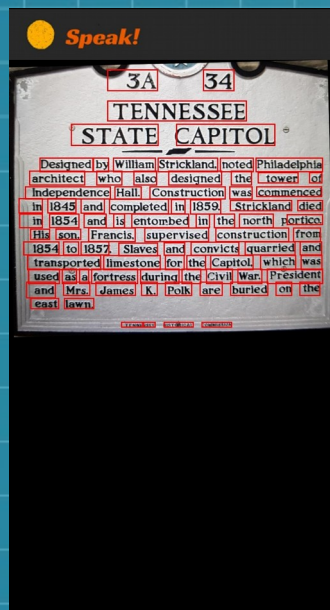 Speak!
3A 34
TENNESSEE
STATE CAPITOL
Designed by William Strickland, noted Philadelphia
architect who also designed the tower of
Independence Hall. Construction was commenced
in 1845 and completed in 1859. Strickland died
in 1854 and is entombed in the north portico.
His son, Francis, supervised construction from
1854 to 1857. Slaves and convicts quarried and
transported limestone for the Capitol, which was
used as a fortress during the Civil War. President
and Mrs. James K. Polk are buried on the
east lawn.